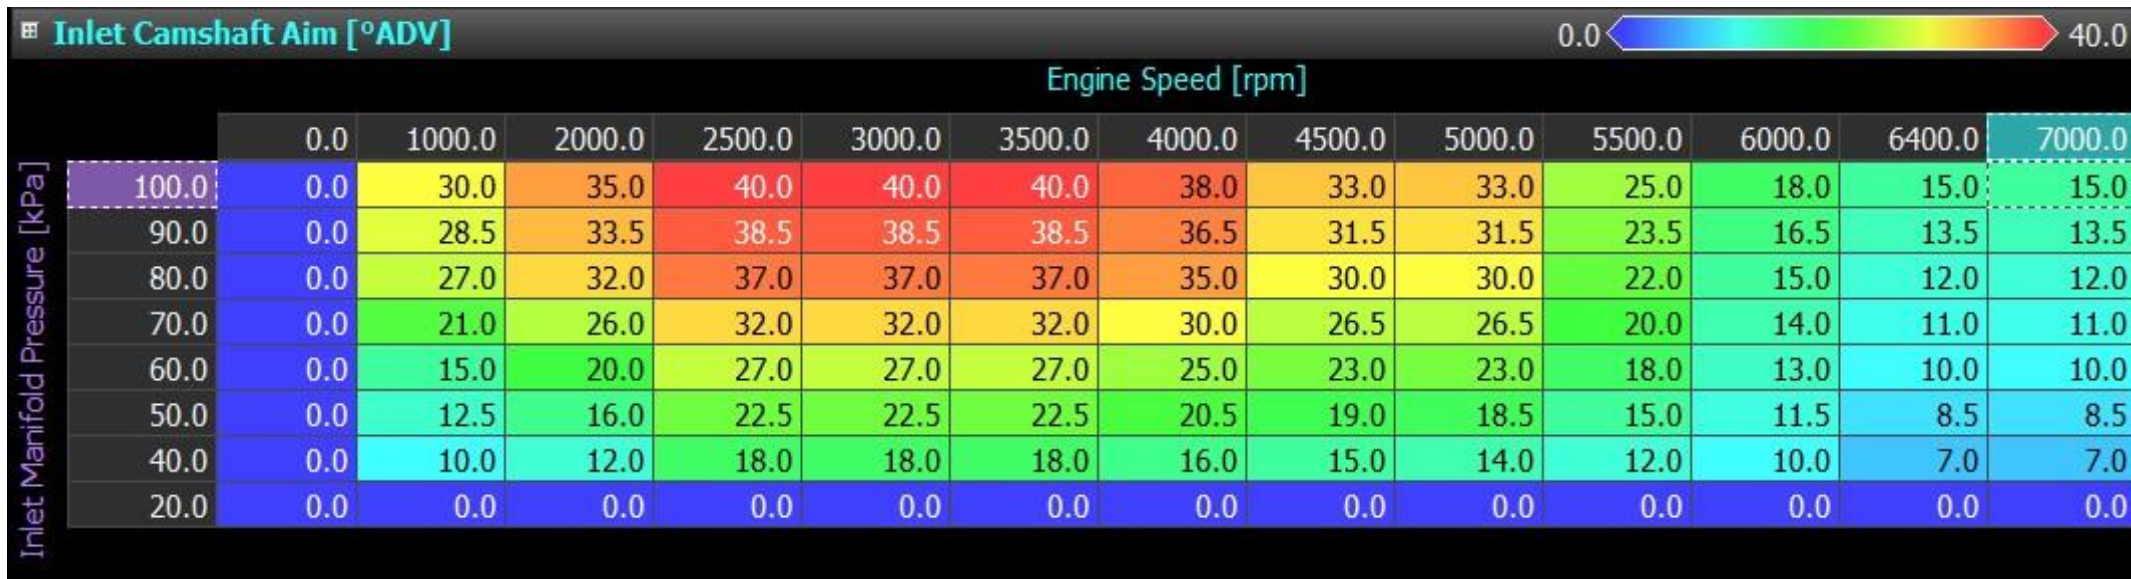 Inlet Camshaft Aim [ºADV] 0.0 40.0
Engine Speed [rpm]
0.0 1000.0 2000.0 2500.0 3000.0 3500.0 4000.0 4500.0 5000.0 5500.0 6000.0 6400.0 7000.0
Inlet Manifold Pressure [kPa]
100.0 0.0 30.0 35.0 40.0 40.0 40.0 38.0 33.0 33.0 25.0 18.0 15.0 15.0
90.0 0.0 28.5 33.5 38.5 38.5 38.5 36.5 31.5 31.5 23.5 16.5 13.5 13.5
80.0 0.0 27.0 32.0 37.0 37.0 37.0 35.0 30.0 30.0 22.0 15.0 12.0 12.0
70.0 0.0 21.0 26.0 32.0 32.0 32.0 30.0 26.5 26.5 20.0 14.0 11.0 11.0
60.0 0.0 15.0 20.0 27.0 27.0 27.0 25.0 23.0 23.0 18.0 13.0 10.0 10.0
50.0 0.0 12.5 16.0 22.5 22.5 22.5 20.5 19.0 18.5 15.0 11.5 8.5 8.5
40.0 0.0 10.0 12.0 18.0 18.0 18.0 16.0 15.0 14.0 12.0 10.0 7.0 7.0
20.0 0.0 0.0 0.0 0.0 0.0 0.0 0.0 0.0 0.0 0.0 0.0 0.0 0.0